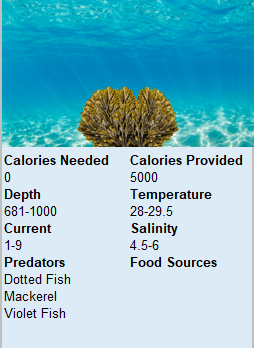 Calories Needed Calories Provided
0 5000
Depth Temperature
681-1000 28-29.5
Current Salinity
1-9 4.5-6
Predators Food Sources
Dotted Fish
Mackerel
Violet Fish